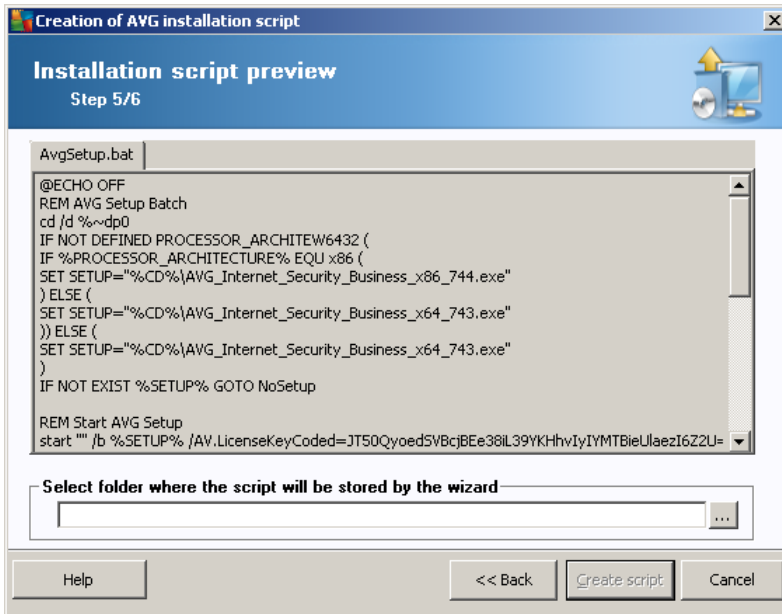 Creation of AVG installation script
Installation script preview
Step 5/6
AvgSetup.bat
@ECHO OFF
REM AVG Setup Batch
cd /d %~dp0
IF NOT DEFINED PROCESSOR_ARCHITEW6432 (
IF %PROCESSOR_ARCHITECTURE% EQU x86 (
SET SETUP="%CD%\AVG_Internet_Security_Business_x86_744.exe"
) ELSE (
SET SETUP="%CD%\AVG_Internet_Security_Business_x64_743.exe"
)) ELSE (
SET SETUP="%CD%\AVG_Internet_Security_Business_x64_743.exe"
)
IF NOT EXIST %SETUP% GOTO NoSetup
REM Start AVG Setup
start "" /b %SETUP% /AV.LicenseKeyCoded=JT50QyoedSVBcjBEe38iL39YKHhvIyIYMTBieUlaezI6Z2U=
Select folder where the script will be stored by the wizard
...
Help
<< Back
Create script
Cancel